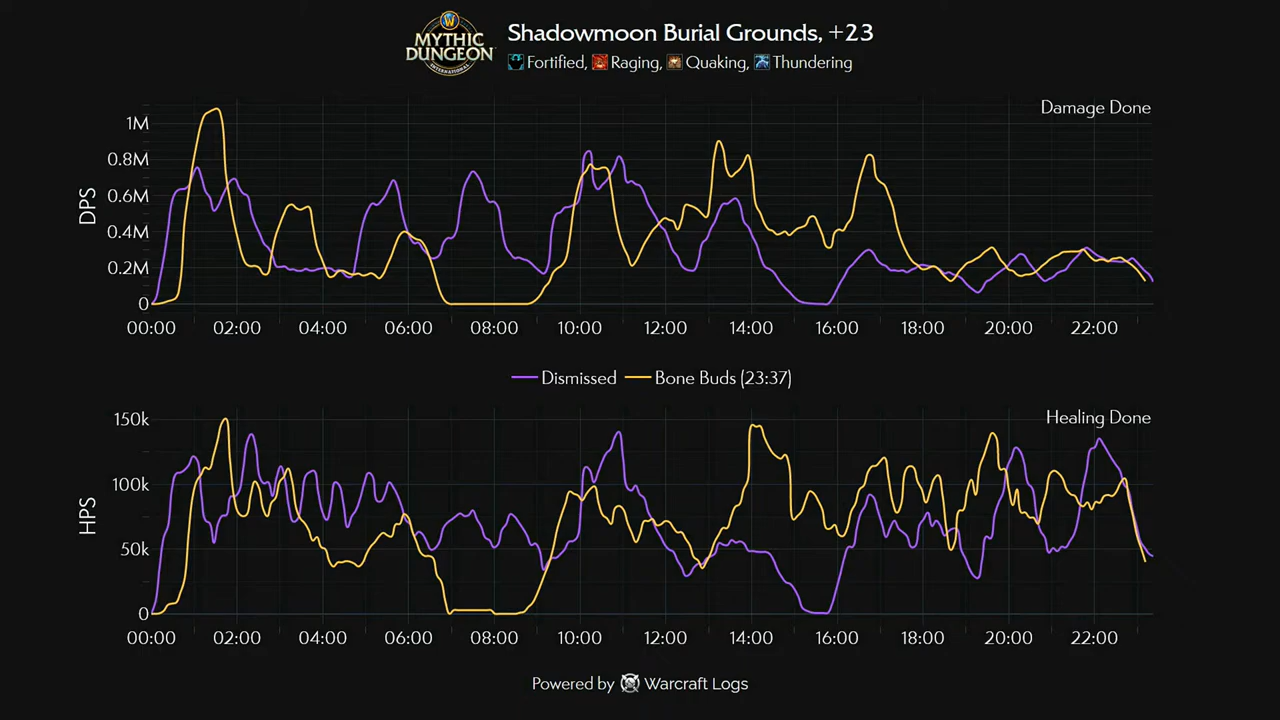 MYTHIC
DUNGEON
INTERNATIONAL
Shadowmoon Burial Grounds, +23
Fortified, Raging, Quaking, Thundering
Damage Done
DPS
1M
0.8M
0.6M
0.4M
0.2M
0
00:00 02:00 04:00 06:00 08:00 10:00 12:00 14:00 16:00 18:00 20:00 22:00
Dismissed Bone Buds (23:37)
Healing Done
HPS
150k
100k
50k
0
00:00 02:00 04:00 06:00 08:00 10:00 12:00 14:00 16:00 18:00 20:00 22:00
Powered by Warcraft Logs